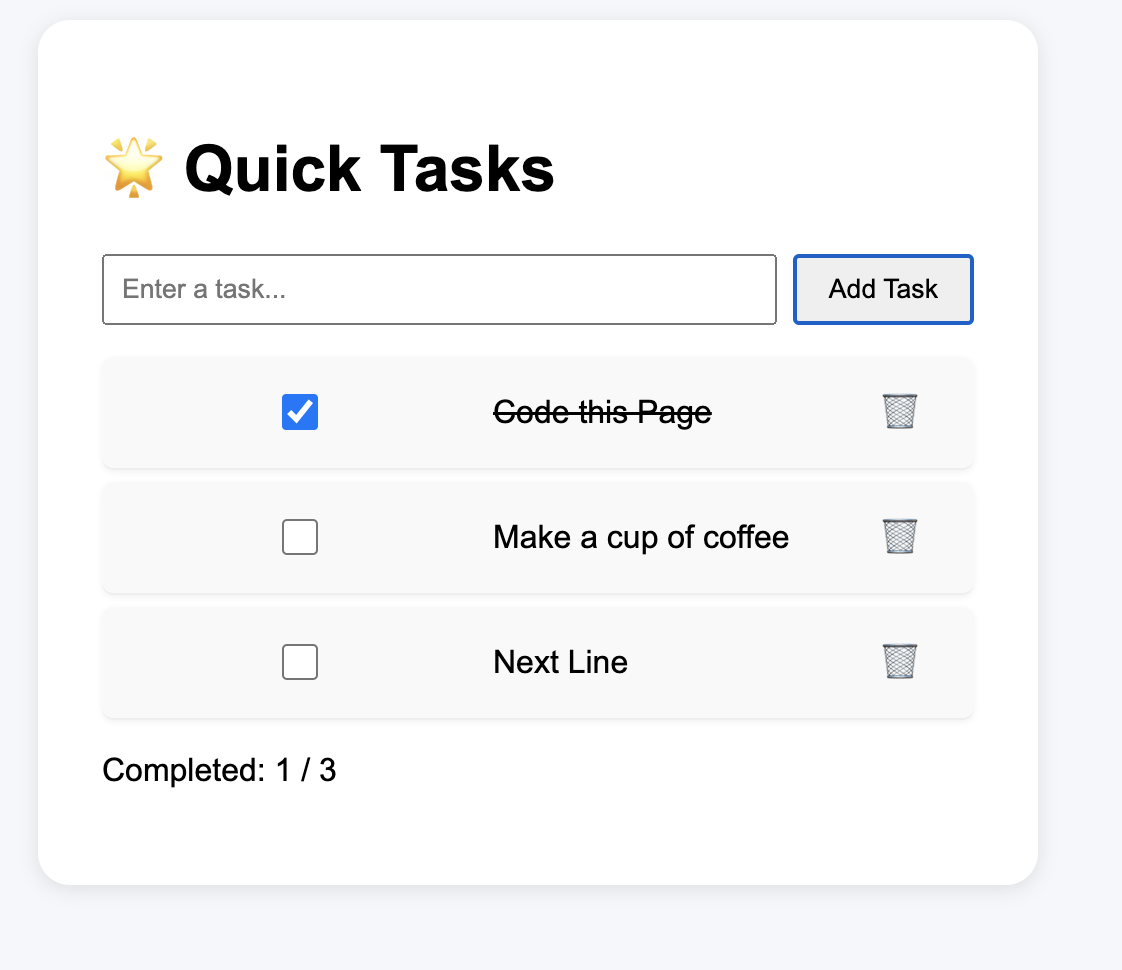 🌟 Quick Tasks
Enter a task...
Add Task
Code this Page
Make a cup of coffee
Next Line
Completed: 1 / 3